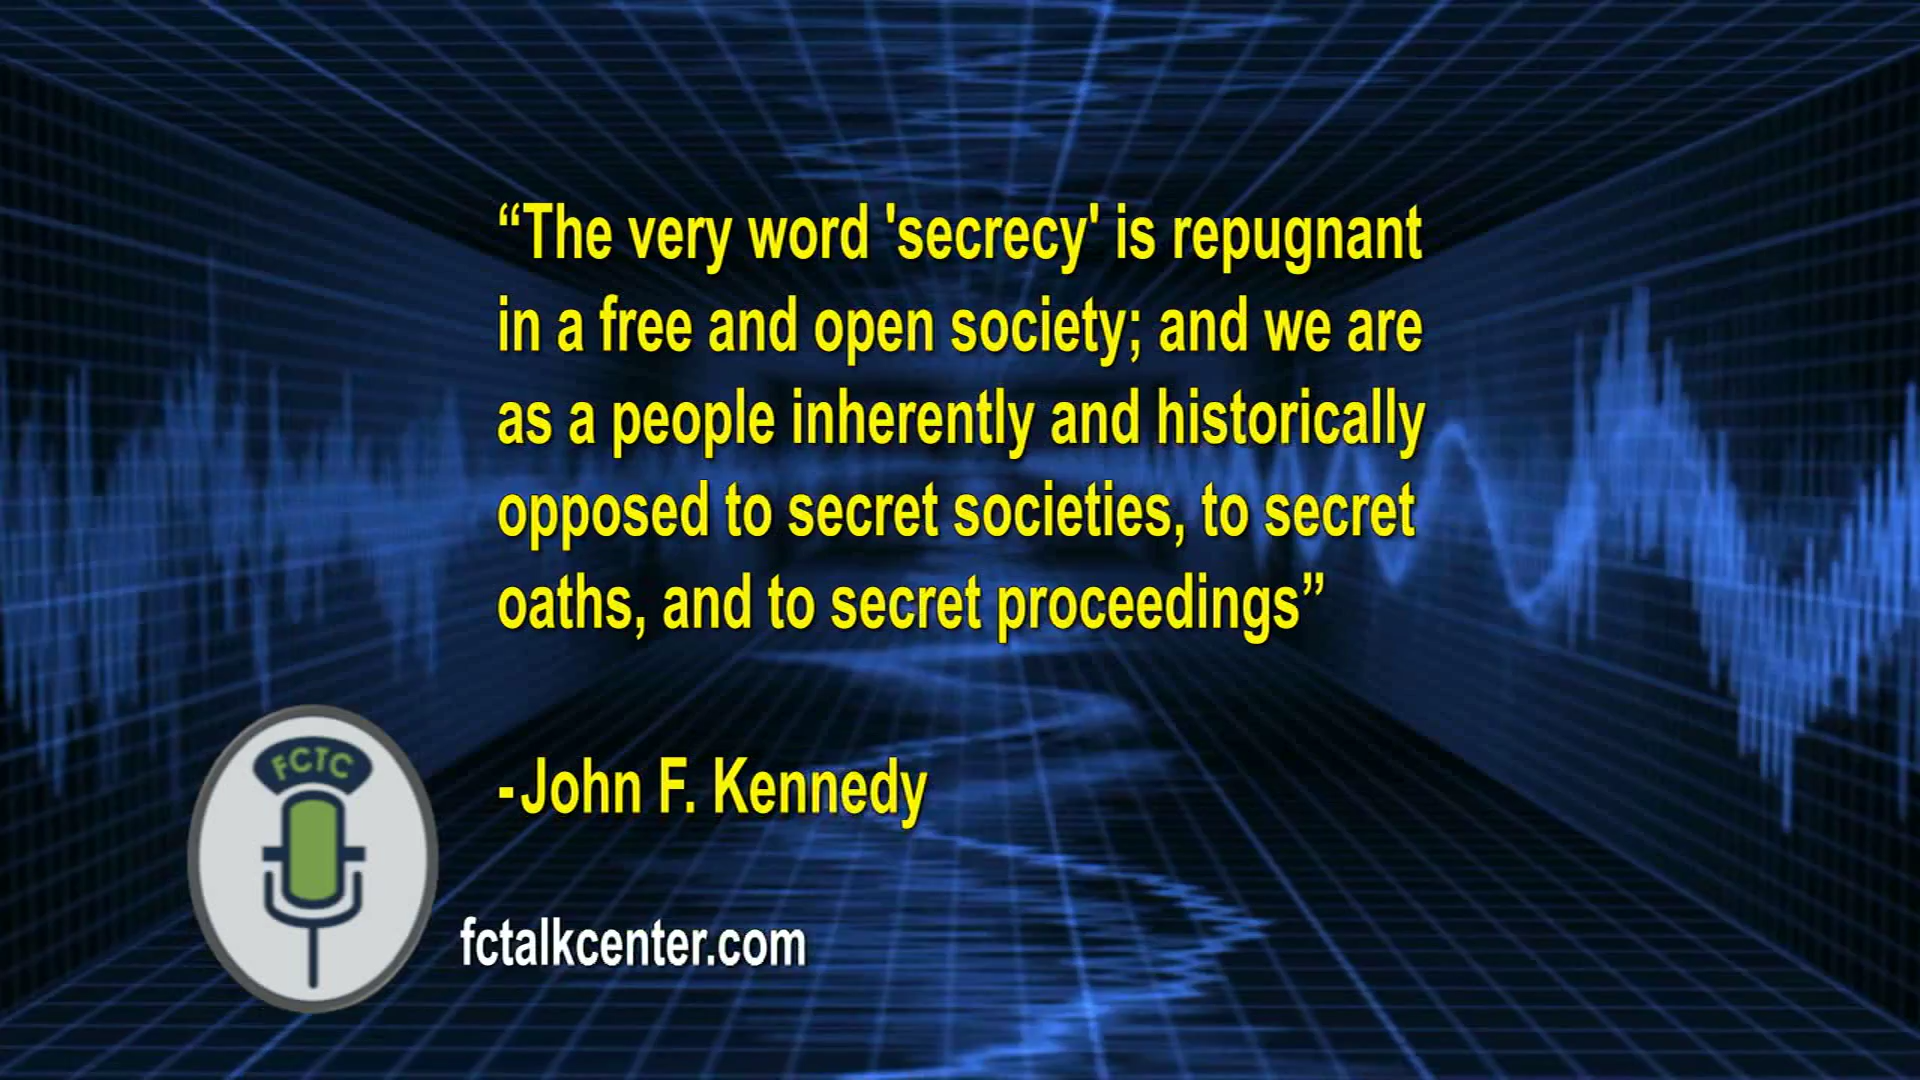 “The very word 'secrecy' is repugnant
in a free and open society; and we are
as a people inherently and historically
opposed to secret societies, to secret
oaths, and to secret proceedings”
-John F. Kennedy
FCTC
fctalkcenter.com